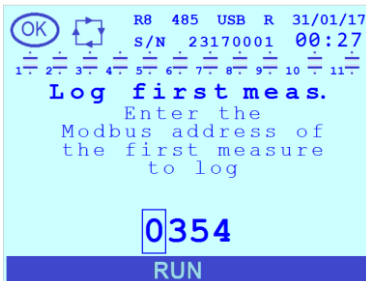 OK R8 485 USB R 31/01/17
S/N 23170001 00:27
1 2 3 4 5 6 7 8 9 10 11
Log first meas.
Enter the
Modbus address of
the first measure
to log
0354
RUN